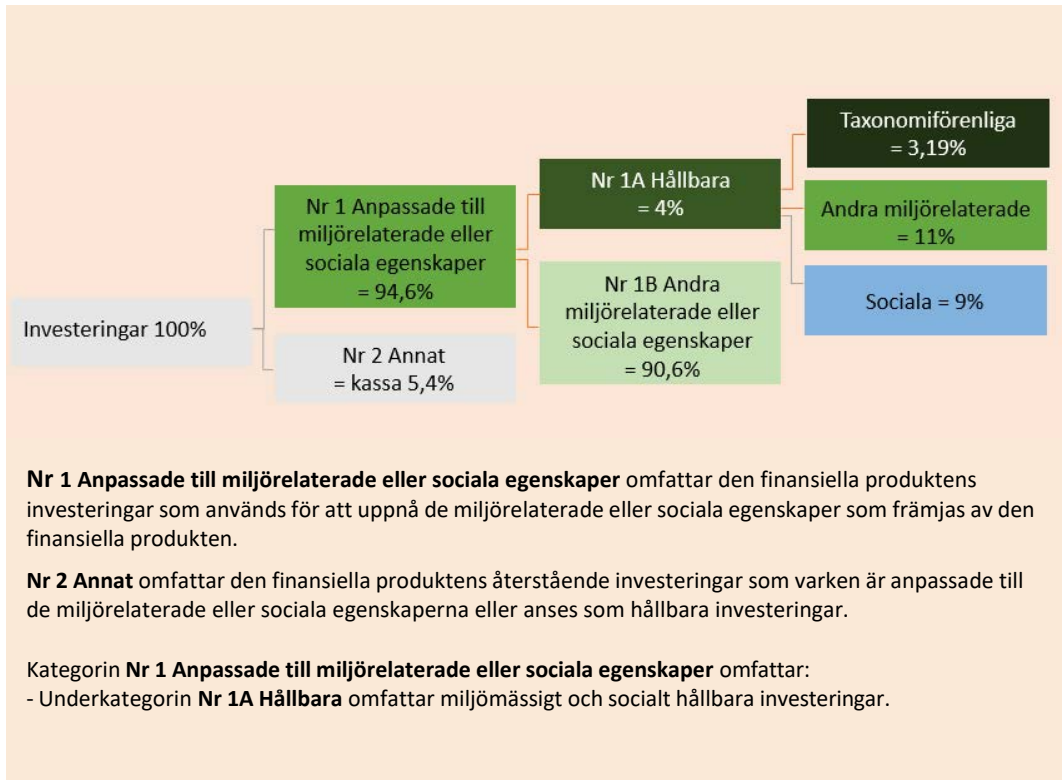 Investeringar 100%
Nr 1 Anpassade till
miljörelaterade eller
sociala egenskaper
= 94,6%
Nr 2 Annat
= kassa 5,4%
Nr 1A Hållbara
= 4%
Nr 1B Andra
miljörelaterade eller
sociala egenskaper
= 90,6%
Taxonomiförenliga
= 3,19%
Andra miljörelaterade
= 11%
Sociala = 9%
Nr 1 Anpassade till miljörelaterade eller sociala egenskaper omfattar den finansiella produktens
investeringar som används för att uppnå de miljörelaterade eller sociala egenskaper som främjas av den
finansiella produkten.
Nr 2 Annat omfattar den finansiella produktens återstående investeringar som varken är anpassade till
de miljörelaterade eller sociala egenskaperna eller anses som hållbara investeringar.
Kategorin Nr 1 Anpassade till miljörelaterade eller sociala egenskaper omfattar:
- Underkategorin Nr 1A Hållbara omfattar miljömässigt och socialt hållbara investeringar.